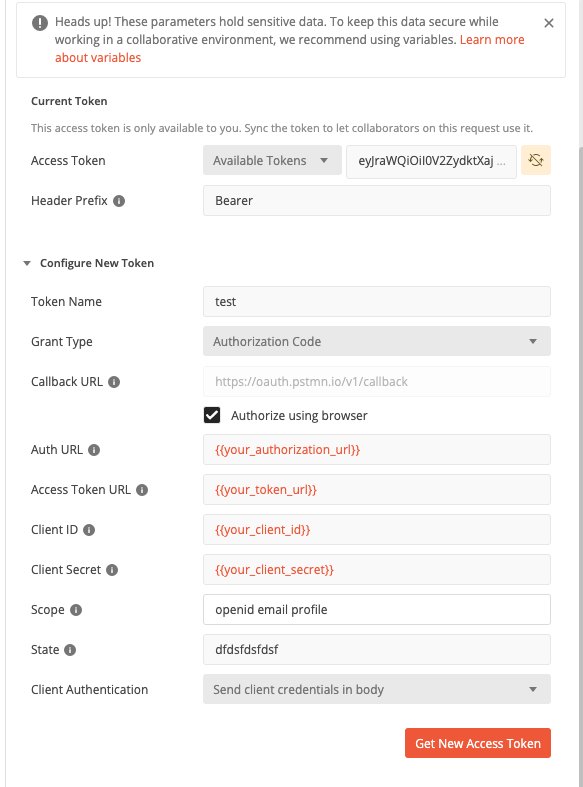 Heads up! These parameters hold sensitive data. To keep this data secure while
working in a collaborative environment, we recommend using variables. Learn more
about variables
Current Token
This access token is only available to you. Sync the token to let collaborators on this request use it.
Access Token Available Tokens eyJraWQiOiI0V2ZydktXaj ...
Header Prefix Bearer
Configure New Token
Token Name test
Grant Type Authorization Code
Callback URL https://oauth.pstmn.io/v1/callback
Authorize using browser
Auth URL {{your_authorization_url}}
Access Token URL {{your_token_url}}
Client ID {{your_client_id}}
Client Secret {{your_client_secret}}
Scope openid email profile
State dfdsfdsfdsf
Client Authentication Send client credentials in body
Get New Access Token